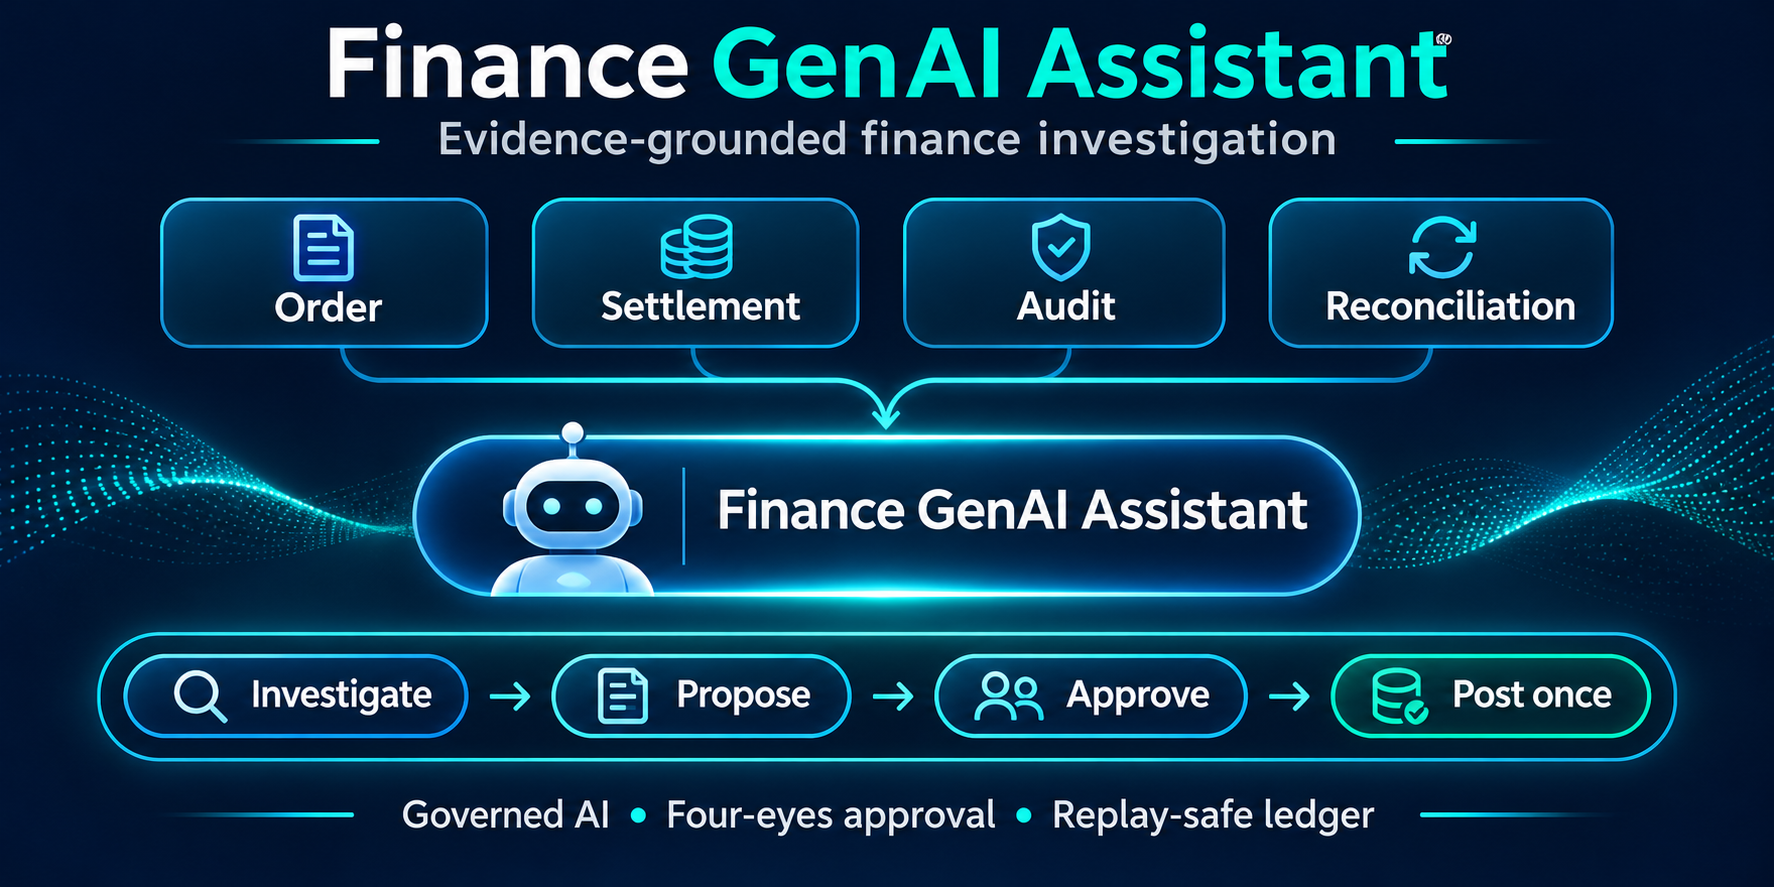 Finance GenAI Assistant
Evidence-grounded finance investigation
Order
Settlement
Audit
Reconciliation
Finance GenAI Assistant
Investigate
Propose
Approve
Post once
Governed AI • Four-eyes approval • Replay-safe ledger